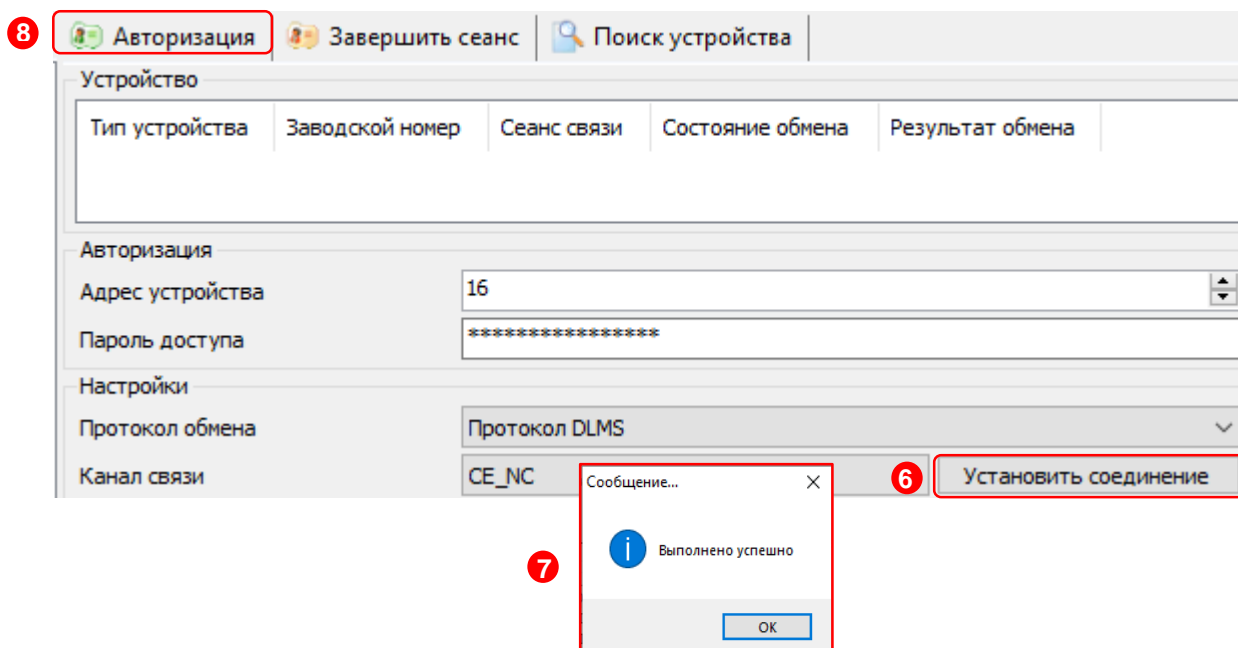 8 Авторизация Завершить сеанс Поиск устройства
Устройство
Тип устройства Заводской номер Сеанс связи Состояние обмена Результат обмена
Авторизация
Адрес устройства 16
Пароль доступа ****************
Настройки
Протокол обмена Протокол DLMS
Канал связи CE_NC 6 Установить соединение
Сообщение...
7 Выполнено успешно
ОК